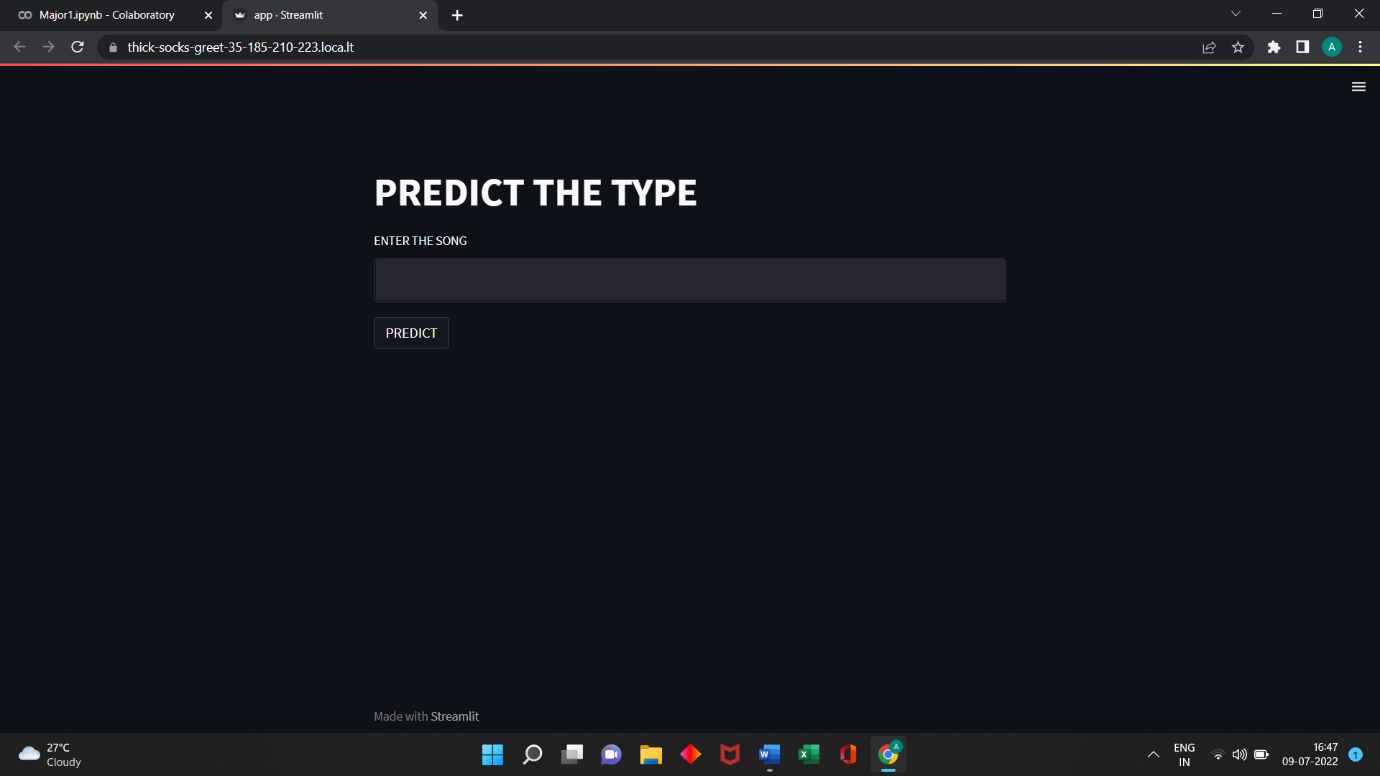 Major1.ipynb - Colaboratory
app · Streamlit
thick-socks-greet-35-185-210-223.loca.lt
A
PREDICT THE TYPE
ENTER THE SONG
PREDICT
Made with Streamlit
27°C
Cloudy
W
X
A
ENG
IN
16:47
09-07-2022
1